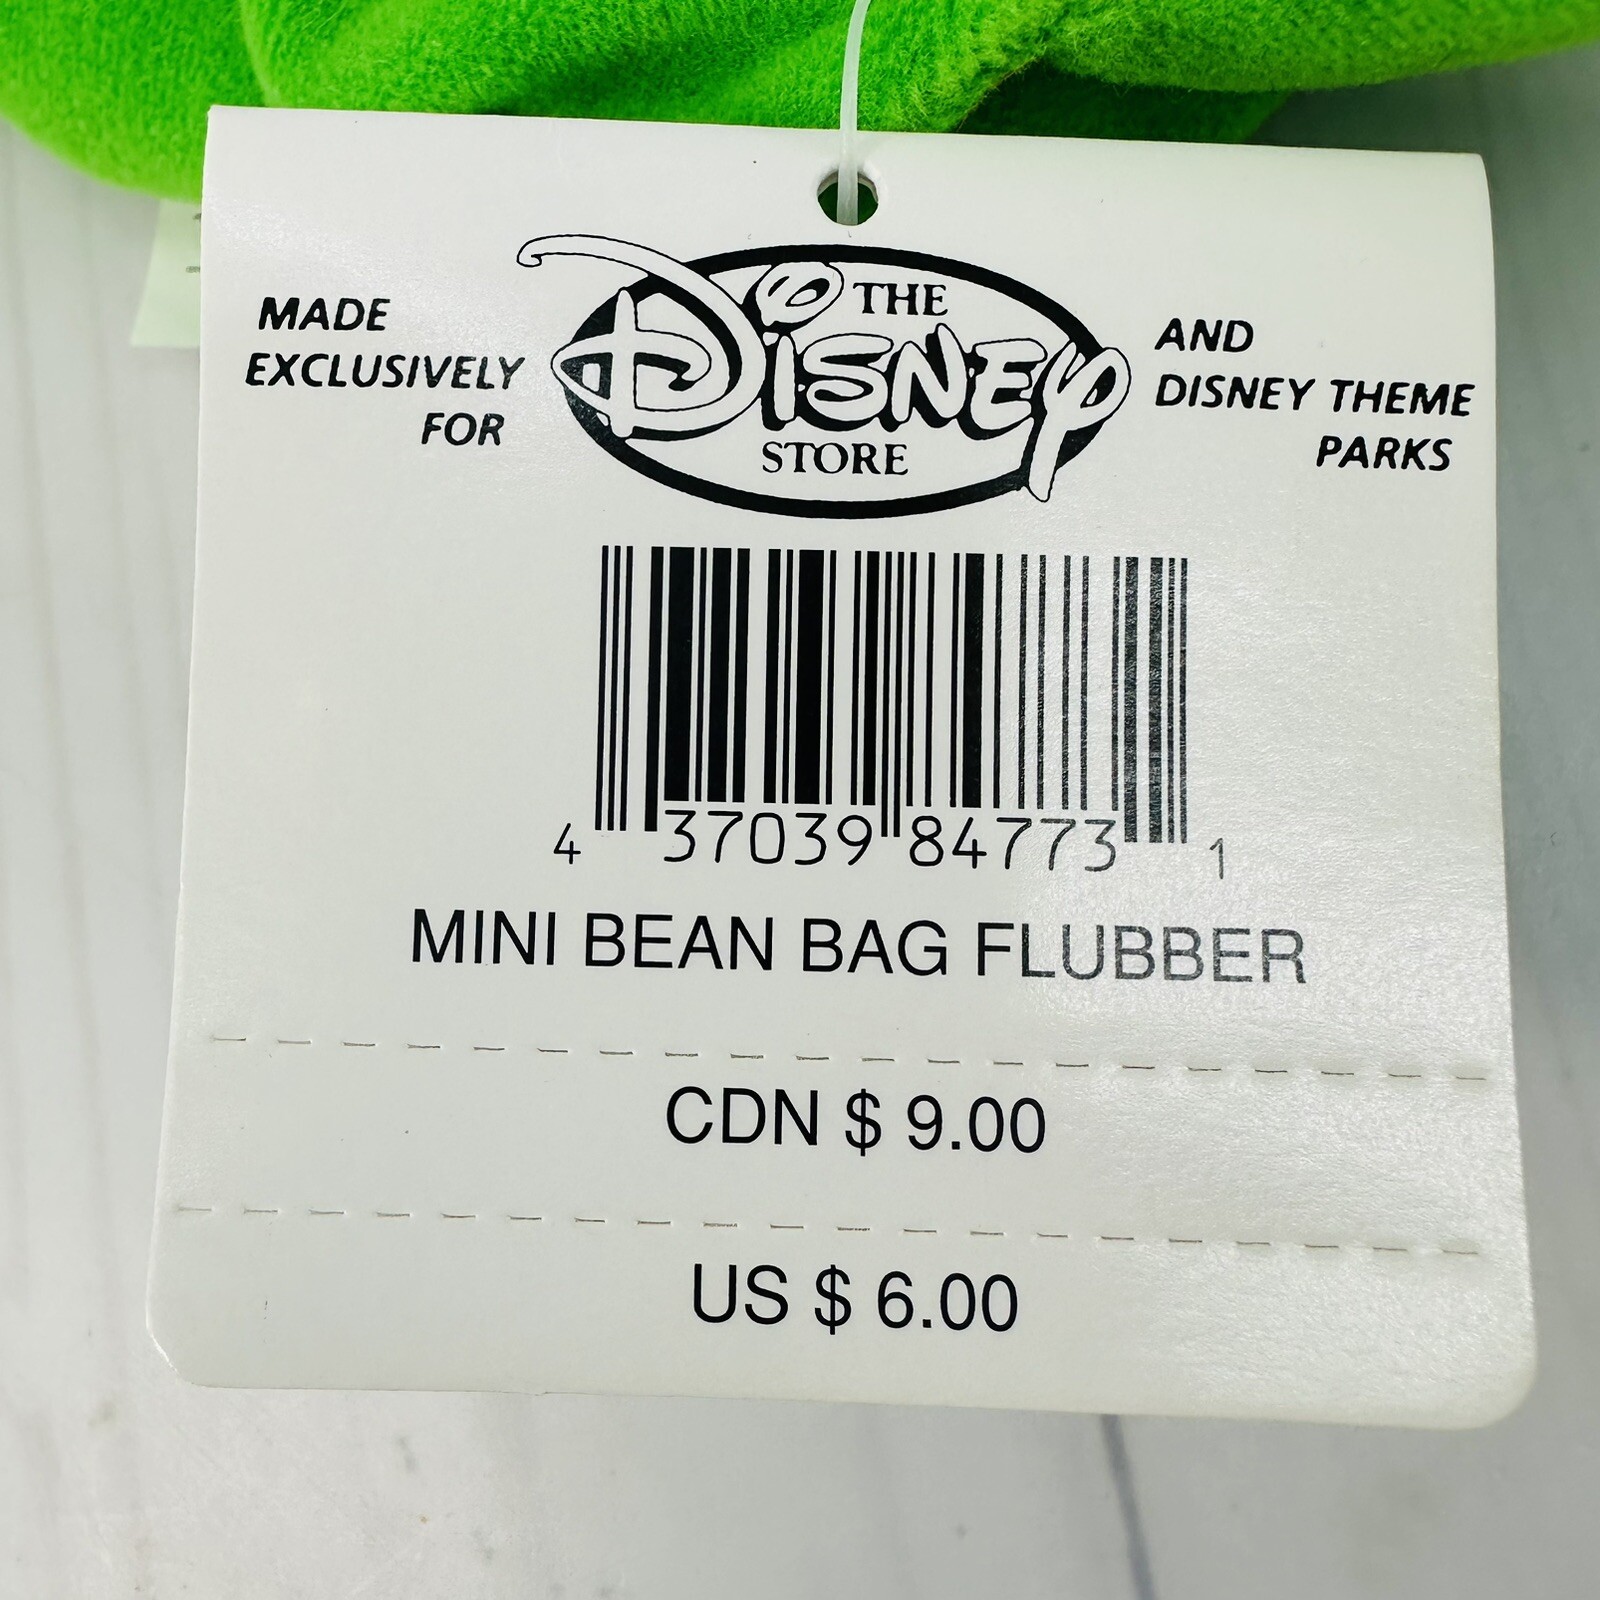 MADE
EXCLUSIVELY
FOR
THE
DISNEY
STORE
AND
DISNEY THEME
PARKS
4 37039 84773 1
MINI BEAN BAG FLUBBER
CDN $ 9.00
US $ 6.00